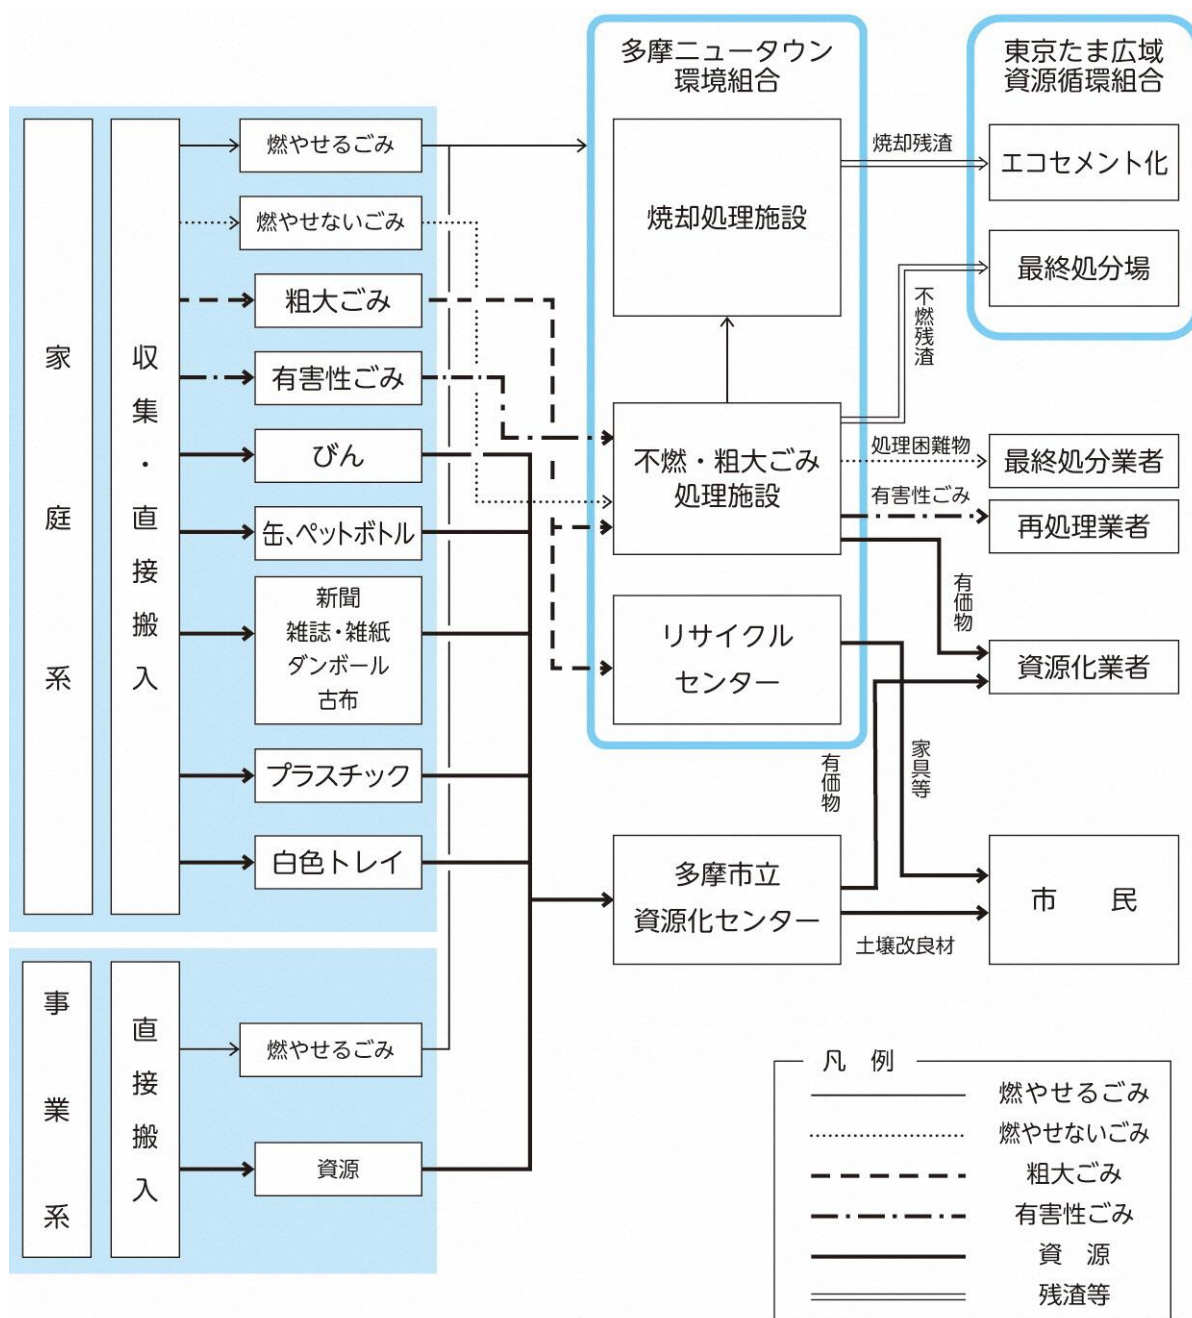 多摩ニュータウン
環境組合
東京たま広域
資源循環組合
家庭系
収集・直接搬入
燃やせるごみ
燃やせないごみ
粗大ごみ
有害性ごみ
びん
缶、ペットボトル
新聞
雑誌・雑紙
ダンボール
古布
プラスチック
白色トレイ
事業系
直接搬入
燃やせるごみ
資源
焼却処理施設
不燃・粗大ごみ
処理施設
リサイクル
センター
多摩市立
資源化センター
焼却残渣
不燃残渣
処理困難物
有害性ごみ
有価物
有価物
家具等
土壌改良材
エコセメント化
最終処分場
最終処分業者
再処理業者
資源化業者
市　民
凡　例
燃やせるごみ
燃やせないごみ
粗大ごみ
有害性ごみ
資　源
残渣等